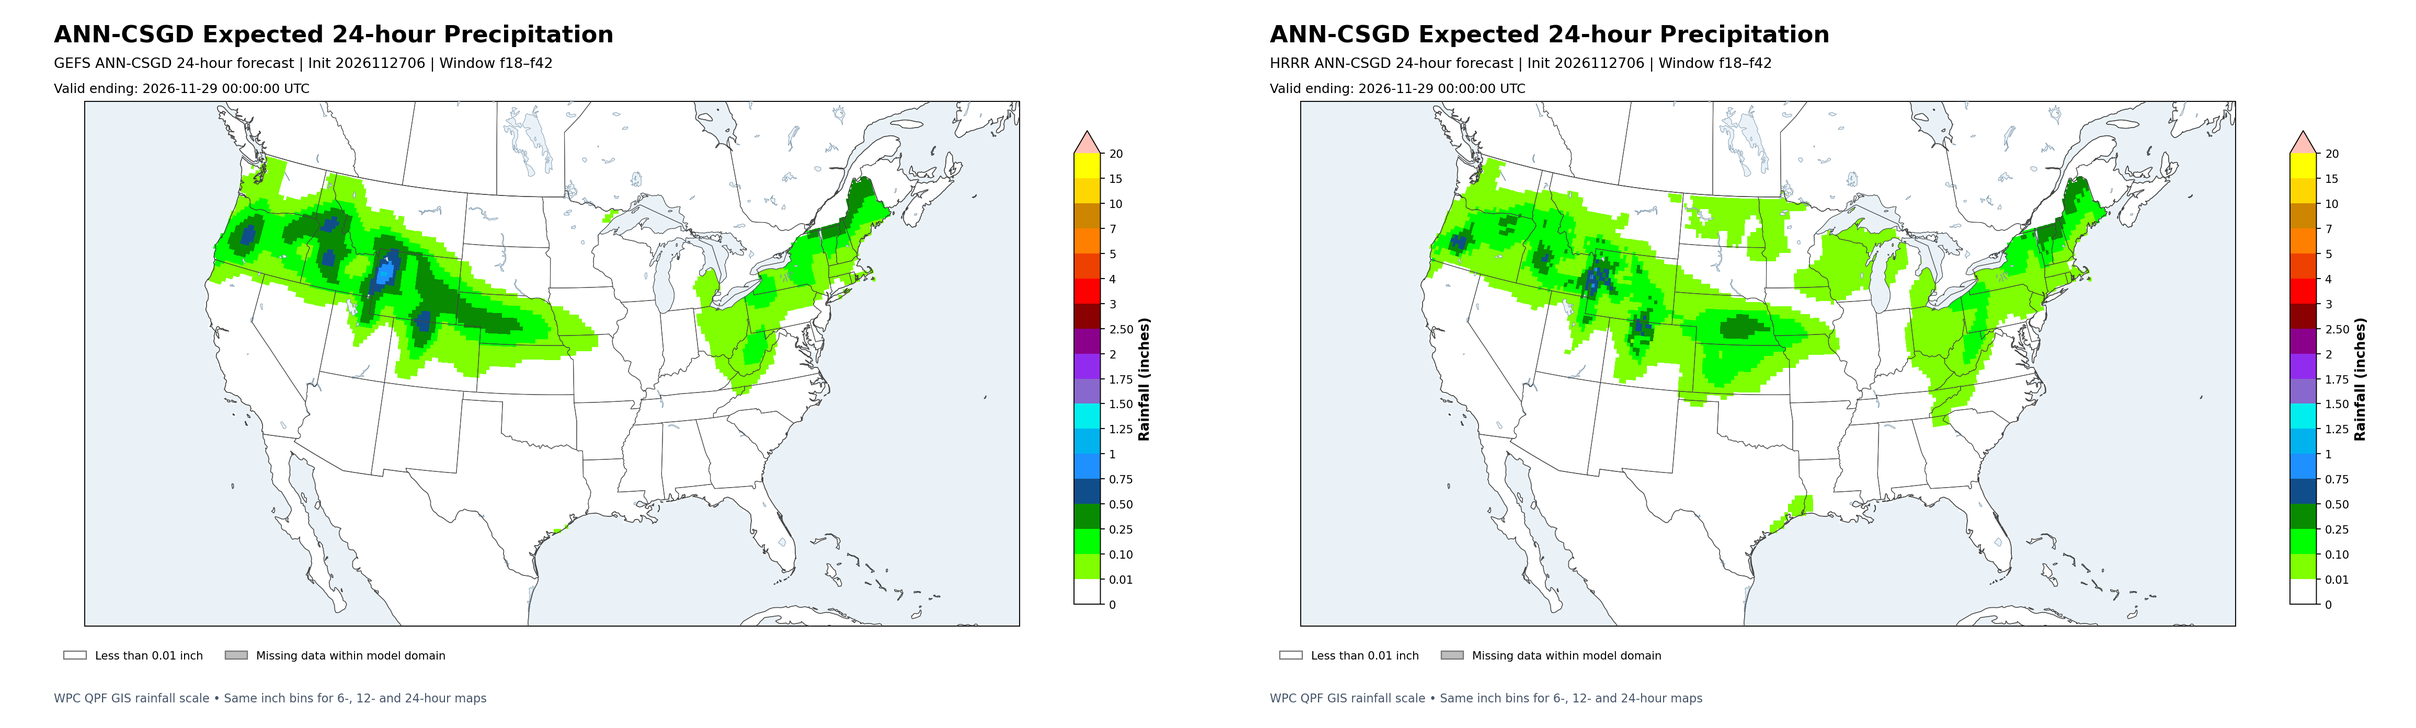 ANN-CSGD Expected 24-hour Precipitation
GEFS ANN-CSGD 24-hour forecast | Init 2026112706 | Window f18–f42
Valid ending: 2026-11-29 00:00:00 UTC
20
15
10
7
5
4
3
2.50
2
1.75
1.50
1.25
1
0.75
0.50
0.25
0.10
0.01
0
Rainfall (inches)
Less than 0.01 inch
Missing data within model domain
WPC QPF GIS rainfall scale • Same inch bins for 6-, 12- and 24-hour maps
ANN-CSGD Expected 24-hour Precipitation
HRRR ANN-CSGD 24-hour forecast | Init 2026112706 | Window f18–f42
Valid ending: 2026-11-29 00:00:00 UTC
20
15
10
7
5
4
3
2.50
2
1.75
1.50
1.25
1
0.75
0.50
0.25
0.10
0.01
0
Rainfall (inches)
Less than 0.01 inch
Missing data within model domain
WPC QPF GIS rainfall scale • Same inch bins for 6-, 12- and 24-hour maps